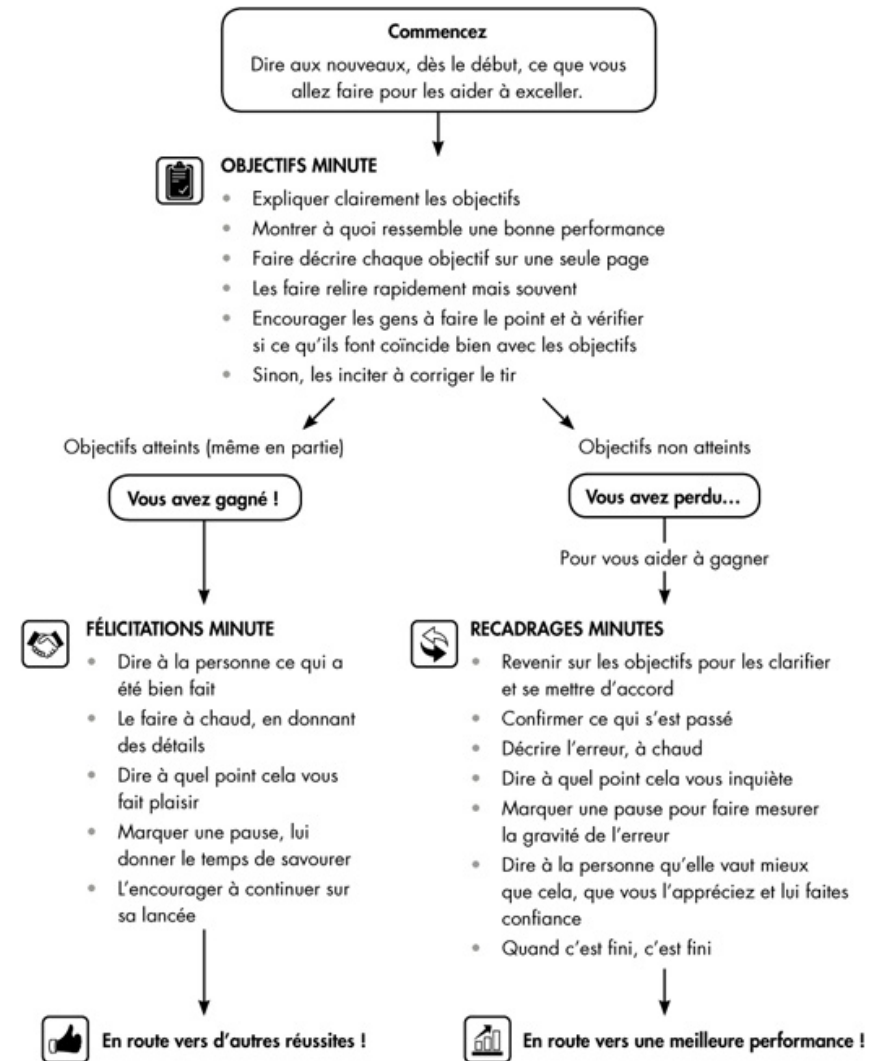 Commencez
Dire aux nouveaux, dès le début, ce que vous
allez faire pour les aider à exceller.
OBJECTIFS MINUTE
• Expliquer clairement les objectifs
• Montrer à quoi ressemble une bonne performance
• Faire décrire chaque objectif sur une seule page
• Les faire relire rapidement mais souvent
• Encourager les gens à faire le point et à vérifier
si ce qu’ils font coïncide bien avec les objectifs
• Sinon, les inciter à corriger le tir
Objectifs atteints (même en partie)
Vous avez gagné !
FÉLICITATIONS MINUTE
• Dire à la personne ce qui a
été bien fait
• Le faire à chaud, en donnant
des détails
• Dire à quel point cela vous
fait plaisir
• Marquer une pause, lui
donner le temps de savourer
• L’encourager à continuer sur
sa lancée
En route vers d’autres réussites !
Objectifs non atteints
Vous avez perdu…
Pour vous aider à gagner
RECADRAGES MINUTES
• Revenir sur les objectifs pour les clarifier
et se mettre d’accord
• Confirmer ce qui s’est passé
• Décrire l’erreur, à chaud
• Dire à quel point cela vous inquiète
• Marquer une pause pour faire mesurer
la gravité de l’erreur
• Dire à la personne qu’elle vaut mieux
que cela, que vous l’appréciez et lui faites
confiance
• Quand c’est fini, c’est fini
En route vers une meilleure performance !